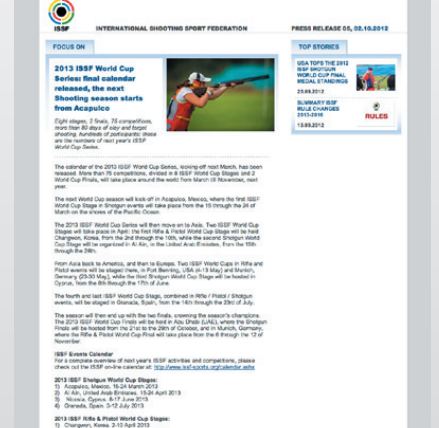 ISSF
INTERNATIONAL SHOOTING SPORT FEDERATION
PRESS RELEASE 05, 02.10.2012
FOCUS ON
2013 ISSF World Cup
Series: final calendar
released, the next
Shooting season starts
from Acapulco
Eight stages, 2 finals, 75 competitions,
more than 80 days of clay and target
shooting, hundreds of participants: these
are the numbers of next year's ISSF
World Cup Series.
The calendar of the 2013 ISSF World Cup Series, kicking-off next March, has been
released. More than 75 competitions, divided in 8 ISSF World Cup Stages and 2
World Cup Finals, will take place around the world from March till November, next
year.
The next World Cup season will kick off in Acapulco, Mexico, where the first ISSF
World Cup Stage in Shotgun events will take place from the 15 through the 24 of
March on the shores of the Pacific Ocean.
The 2013 ISSF World Cup Series will then move on to Asia. Two ISSF World Cup
Stages will take place in April: the first Rifle & Pistol World Cup Stage will be held
Changwon, Korea, from the 2nd through the 10th, while the second Shotgun World
Cup Stage will be organized in Al Ain, in the United Arab Emirates, from the 15th
through the 24th.
From Asia back to America, and then to Europe. Two ISSF World Cups in Rifle and
Pistol events will be staged there, in Fort Benning, USA (4-13 May) and Munich,
Germany (23-30 May), while the third Shotgun World Cup Stage will be hosted in
Cyprus, from the 8th through the 17th of June.
The fourth and last ISSF World Stage, combined in Rifle / Pistol / Shotgun
events, will be staged in Granada, Spain, from the 14th through the 23rd of July.
The season will then end up with the two finals, crowning the season's champions.
The 2013 ISSF World Cup Finals will be held in Abu Dhabi (UAE), where the Shotgun
Finals will be hosted from the 21st to the 29th of October, and in Munich, Germany,
where the Rifle & Pistol World Cup Final will take place from the 6 through the 12 of
November.
ISSF Events Calendar
For a complete overview of next year's ISSF activities and competitions, please
check out the ISSF on-line calendar at:
2013 ISSF Shotgun World Cup Stages:
1) Acapulco, Mexico, 15-24 March 2013
2) Al Ain, United Arab Emirates, 15-24 April 2013
3) Nicosia, Cyprus, 8-17 June 2013
4) Granada, Spain, 3-12 July 2013
2013 ISSF Rifle & Pistol World Cup Stages:
1) Changwon, Korea, 2-10 April 2013
TOP STORIES
USA TOPS THE 2012
ISSF SHOTGUN
WORLD CUP FINAL
MEDAL STANDINGS
SUMMARY ISSF
RULE CHANGES
2013-2016
13.09.2012
RULES